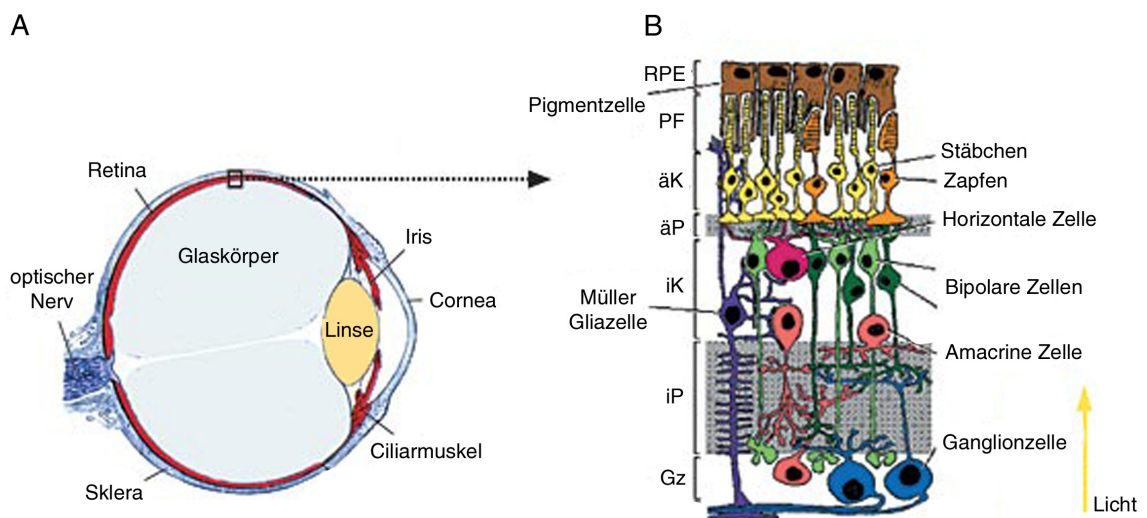 A
Retina
Glaskörper
Iris
optischer
Nerv
Cornea
Linse
Ciliarmuskel
Sklera
B
RPE
Pigmentzelle
PF
Stäbchen
äK
Zapfen
äP
Horizontale Zelle
iK
Bipolare Zellen
Müller
Gliazelle
Amacrine Zelle
iP
Ganglionzelle
Gz
Licht